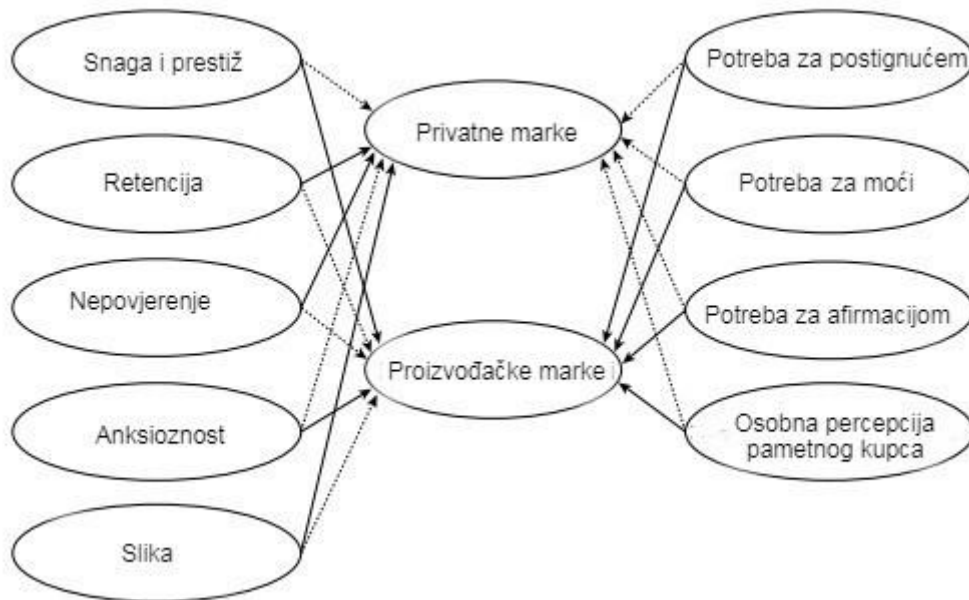 Snaga i prestiž
Retencija
Nepovjerenje
Anksioznost
Slika
Privatne marke
Proizvođačke marke
Potreba za postignućem
Potreba za moći
Potreba za afirmacijom
Osobna percepcija
pametnog kupca